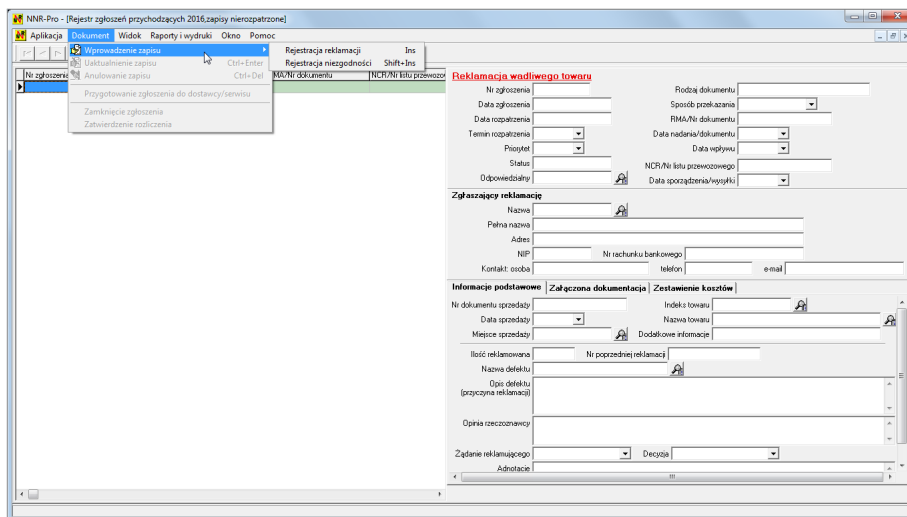 NNR-Pro - [Rejestr zgłoszeń przychodzących 2016,zapisy nierozpatrzone]
Aplikacja Dokument Widok Raporty i wydruki Okno Pomoc
Wprowadzenie zapisu
Rejestracja reklamacji Ins
Uaktualnienie zapisu Ctrl+Enter
Rejestracja niezgodności Shift+Ins
Anulowanie zapisu Ctrl+Del
Przygotowanie zgłoszenia do dostawcy/serwisu
Zamknięcie zgłoszenia
Zatwierdzenie rozliczenia
Nr zgłoszenia
MA/Nr dokumentu NCR/Nr listu przewozo
Reklamacja wadliwego towaru
Nr zgłoszenia Rodzaj dokumentu
Data zgłoszenia Sposób przekazania
Data rozpatrzenia RMA/Nr dokumentu
Termin rozpatrzenia Data nadania/dokumentu
Priorytet Data wpływu
Status NCR/Nr listu przewozowego
Odpowiedzialny Data sporządzenia/wysyłki
Zgłaszający reklamację
Nazwa
Pełna nazwa
Adres
NIP Nr rachunku bankowego
Kontakt: osoba telefon e-mail
Informacje podstawowe Załączona dokumentacja Zestawienie kosztów
Nr dokumentu sprzedaży Indeks towaru
Data sprzedaży Nazwa towaru
Miejsce sprzedaży Dodatkowe informacje
Ilość reklamowana Nr poprzedniej reklamacji
Nazwa defektu
Opis defektu
(przyczyna reklamacji)
Opinia rzeczoznawcy
Żądanie reklamującego Decyzja
Adnotacje